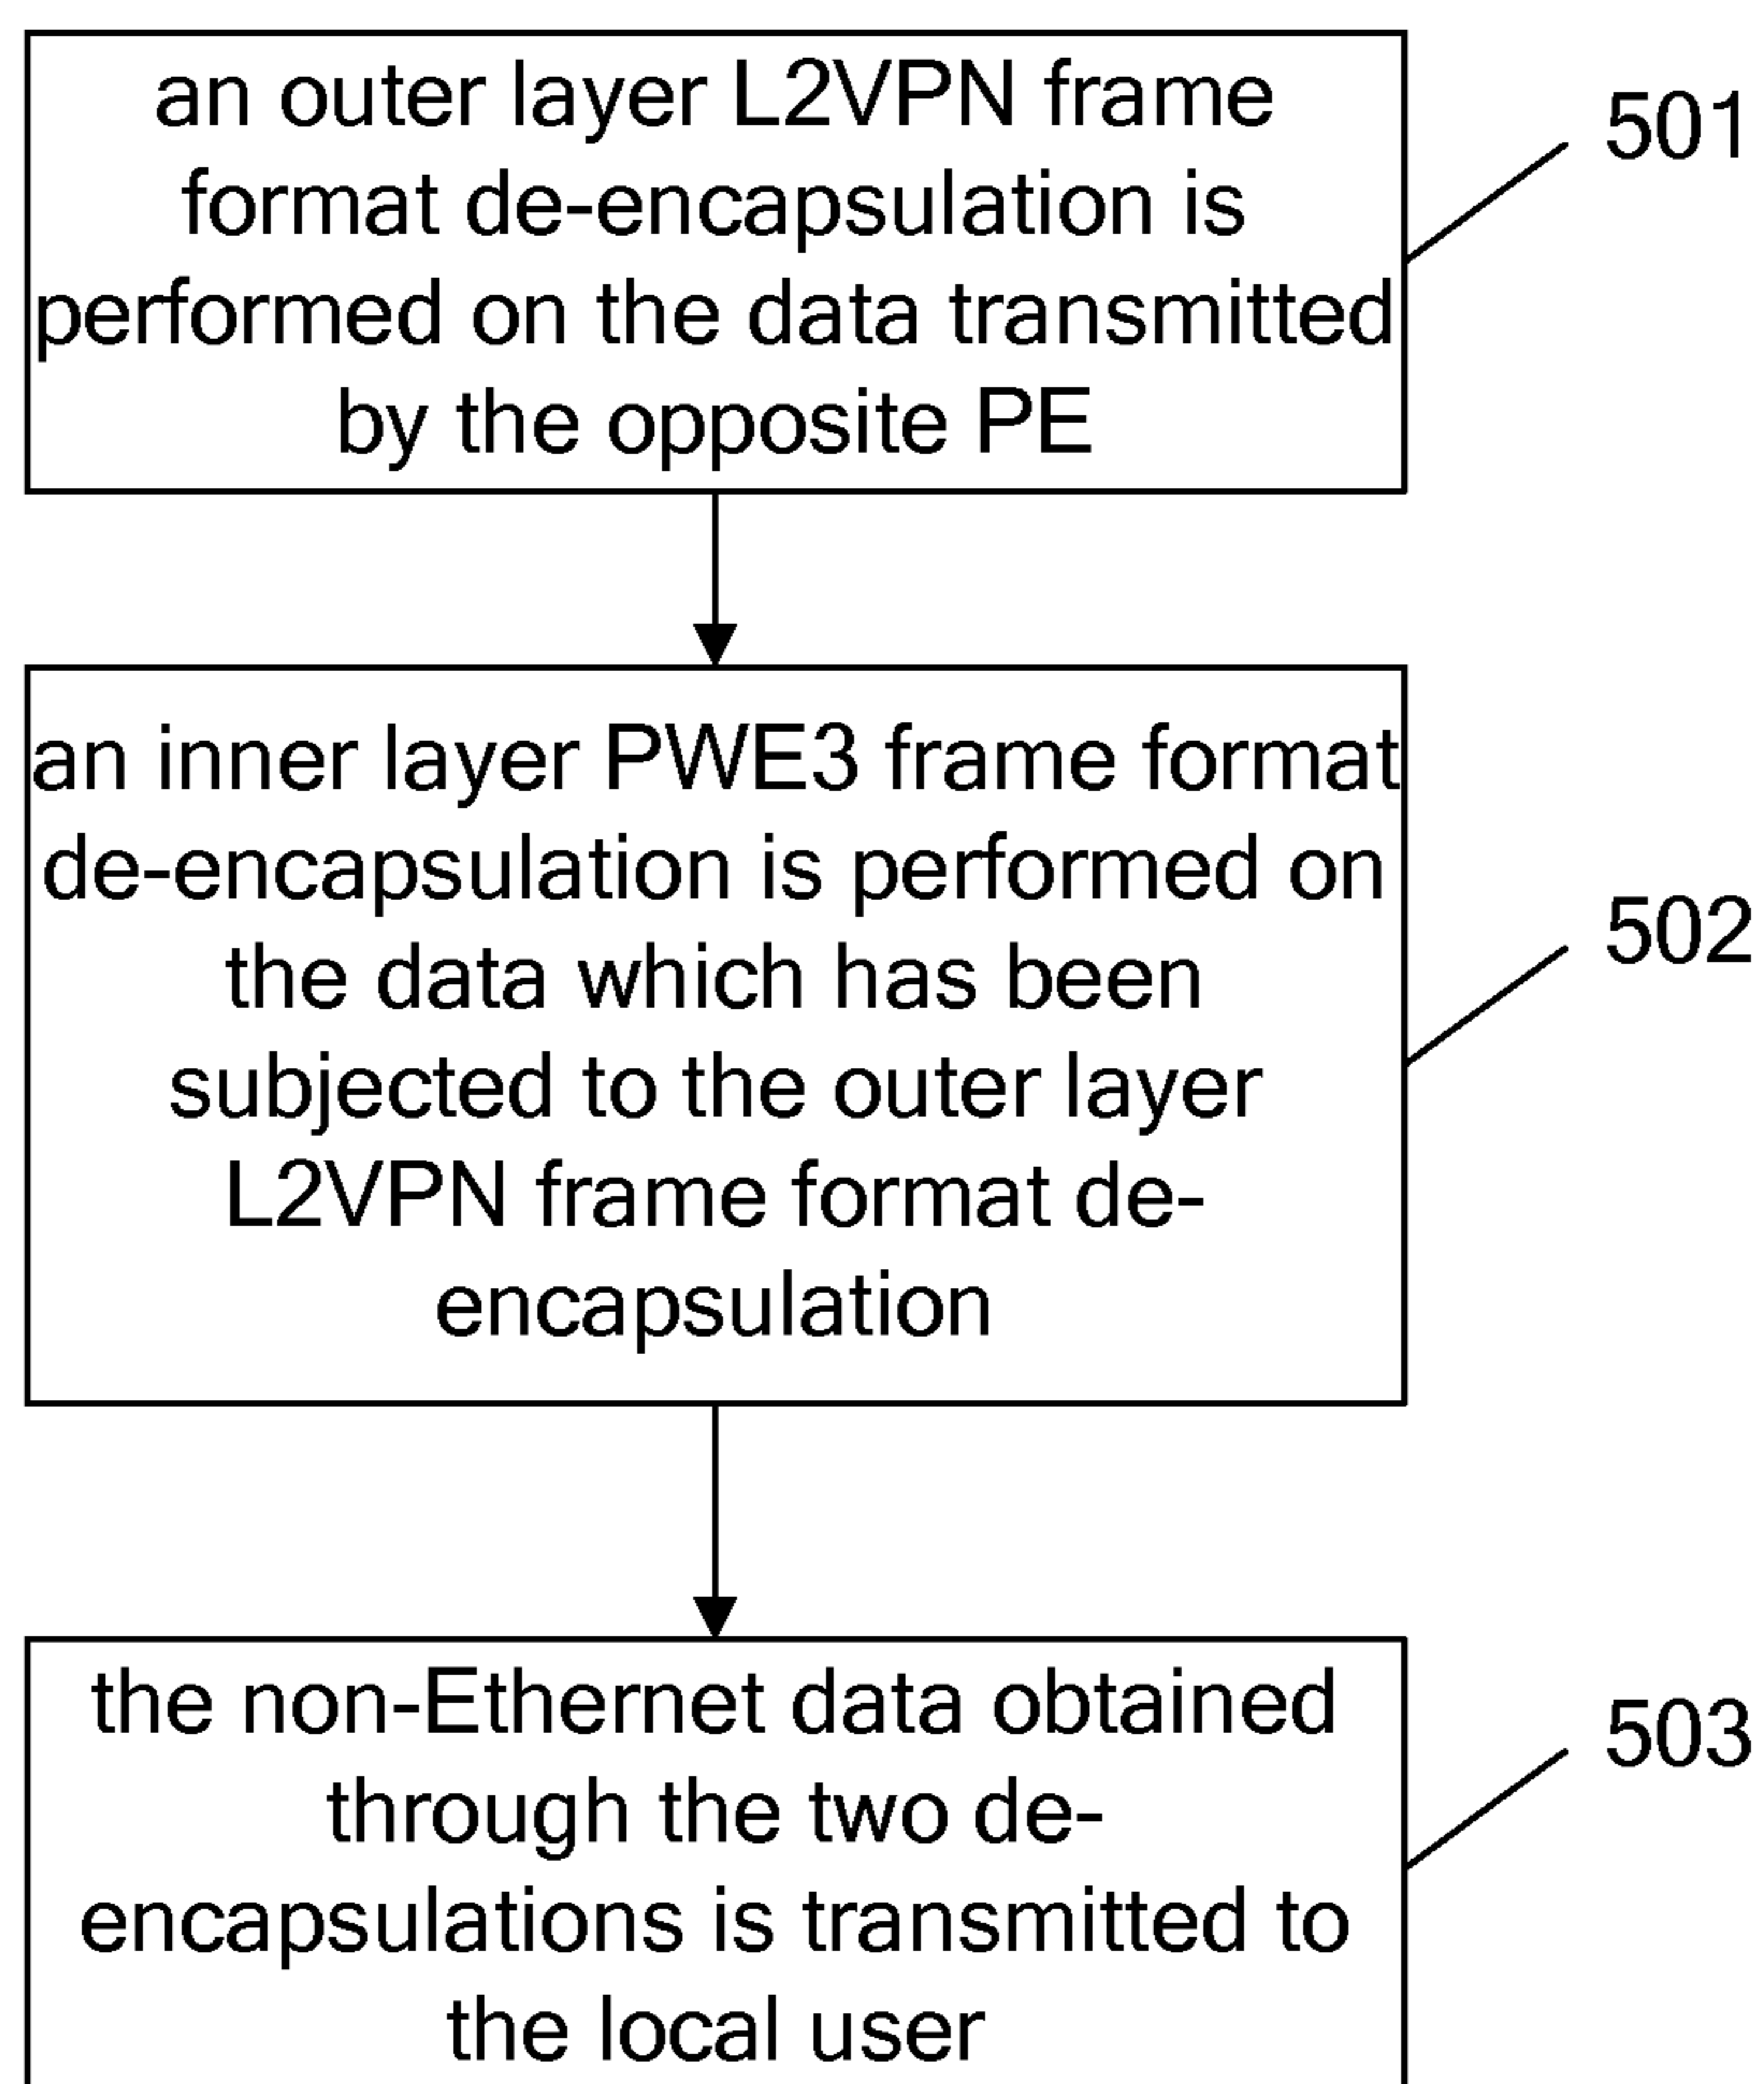 an outer layer L2VPN frame
format de-encapsulation is
performed on the data transmitted
by the opposite PE
501
an inner layer PWE3 frame format
de-encapsulation is performed on
the data which has been
subjected to the outer layer
L2VPN frame format de-
encapsulation
502
the non-Ethernet data obtained
through the two de-
encapsulations is transmitted to
the local user
503